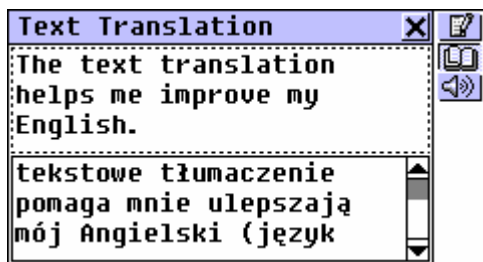 Text Translation
The text translation
helps me improve my
English.
tekstowe tłumaczenie
pomaga mnie ulepszają
mój Angielski (język